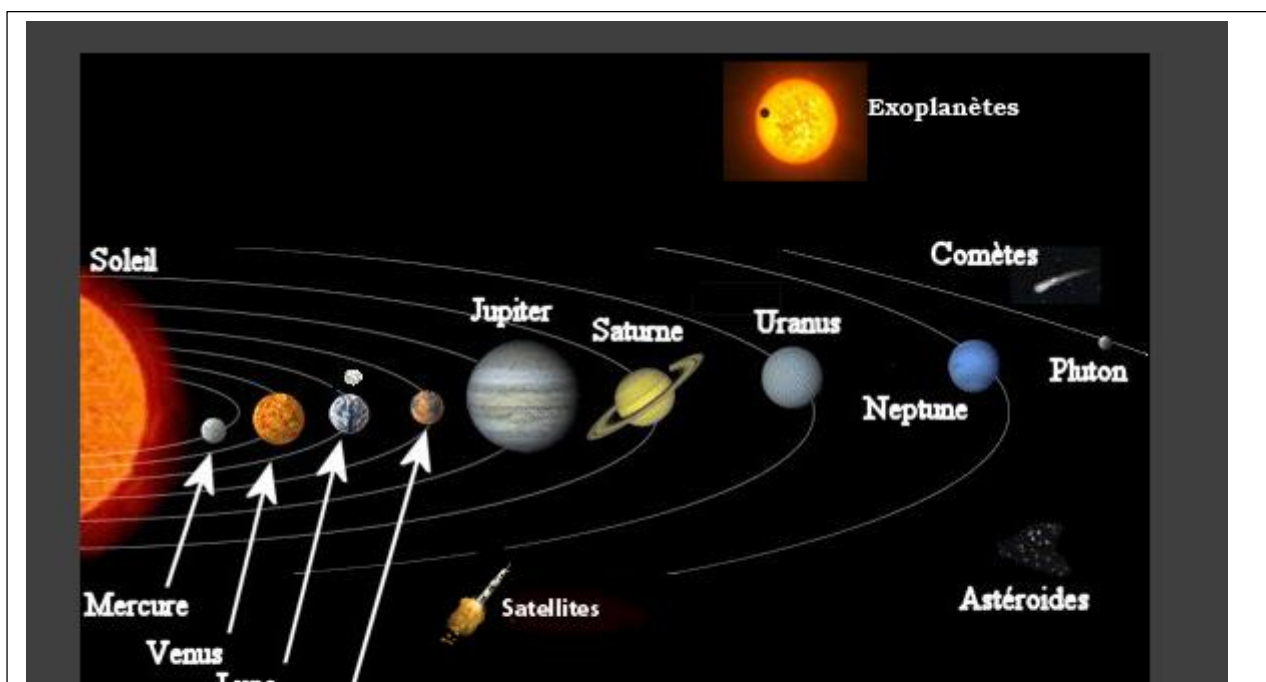 Exoplanètes
Soleil
Comètes
Jupiter
Saturne
Uranus
Pluton
Neptune
Mercure
Satellites
Astéroides
Venus